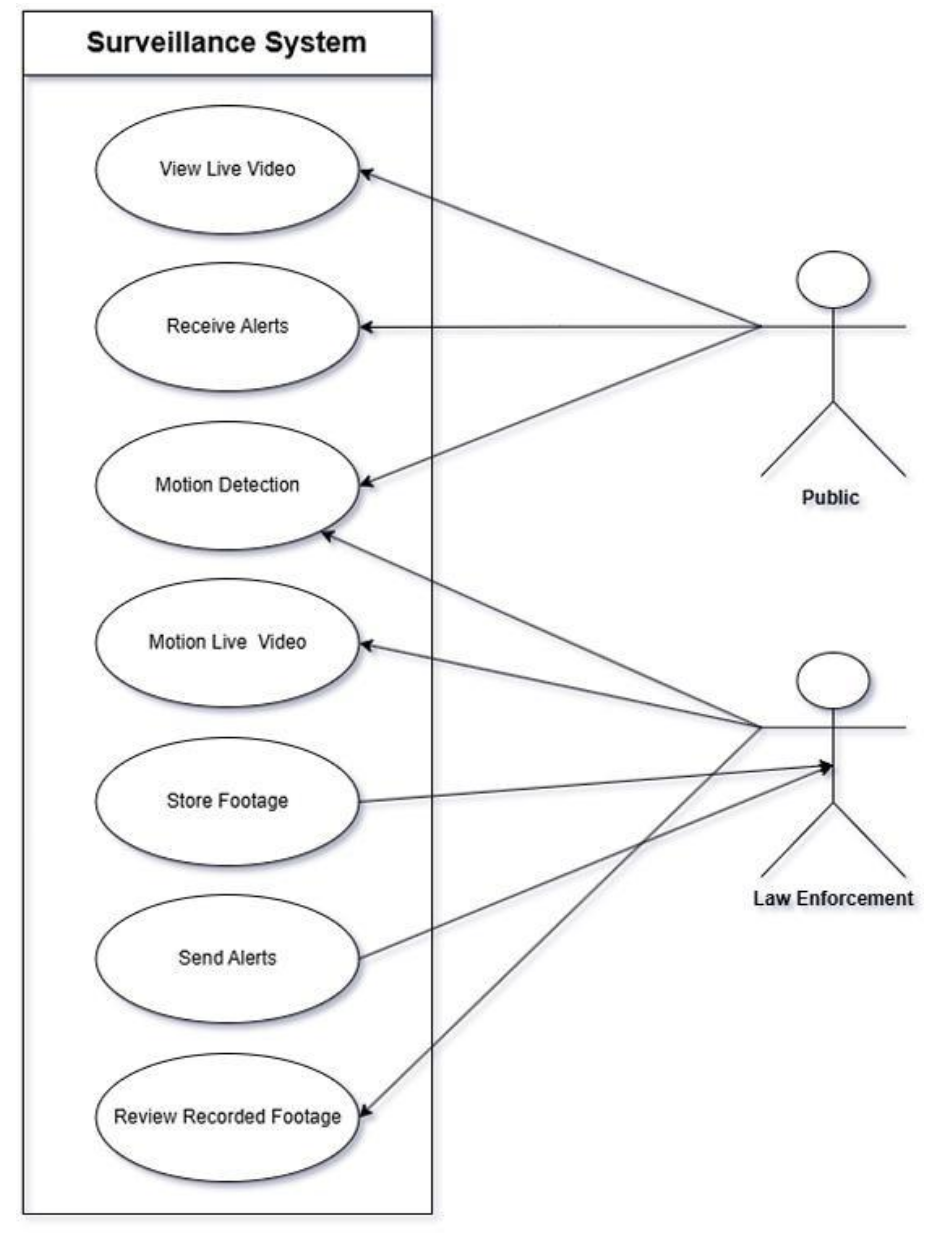 Surveillance System
View Live Video
Receive Alerts
Motion Detection
Public
Motion Live Video
Store Footage
Law Enforcement
Send Alerts
Review Recorded Footage